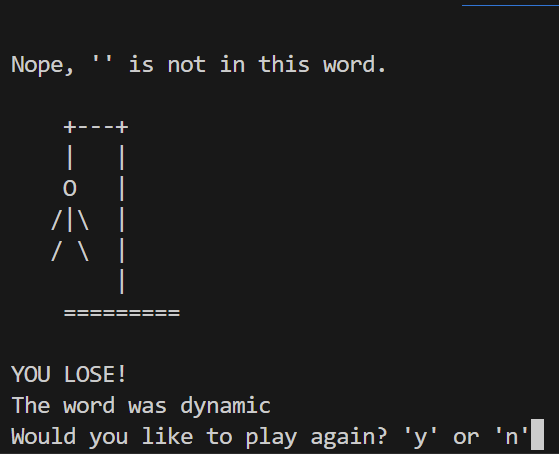 Nope, '' is not in this word.
    +---+
    |   |
    O   |
   /|\  |
   / \  |
        |
    =========
YOU LOSE!
The word was dynamic
Would you like to play again? 'y' or 'n'